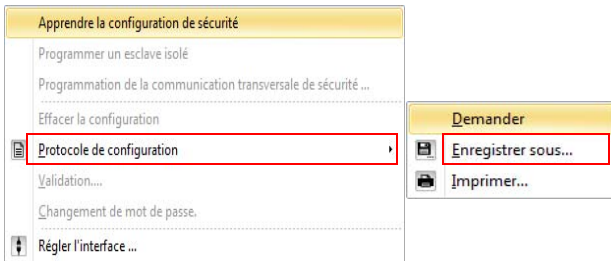 Apprendre la configuration de sécurité
Programmer un esclave isolé
Programmation de la communication transversale de sécurité ...
Effacer la configuration
Protocole de configuration
Validation....
Changement de mot de passe.
Régler l'interface ...
Demander
Enregistrer sous...
Imprimer...